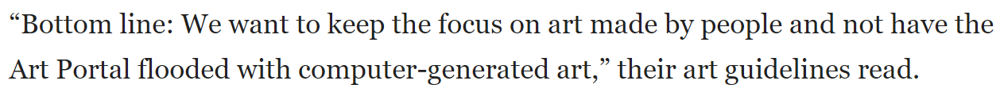 “Bottom line: We want to keep the focus on art made by people and not have the
Art Portal flooded with computer-generated art,” their art guidelines read.